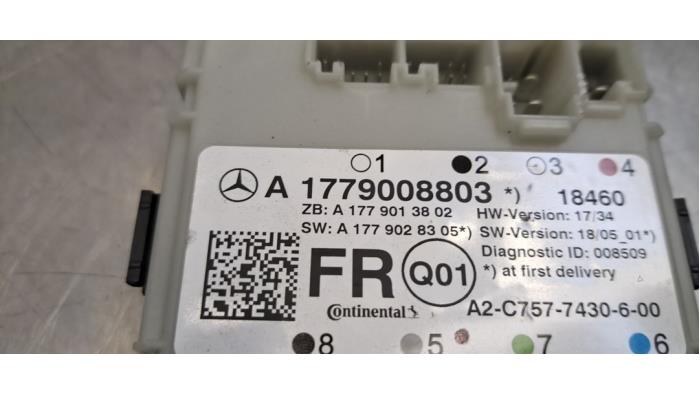 1 2 3 4
A 1779008803 *) 18460
ZB: A 177 901 38 02 HW-Version: 17/34
SW: A 177 902 83 05*) SW-Version: 18/05_01*)
Diagnostic ID: 008509
FR Q01 *) at first delivery
Continental A2-C757-7430-6-00
8 5 7 6